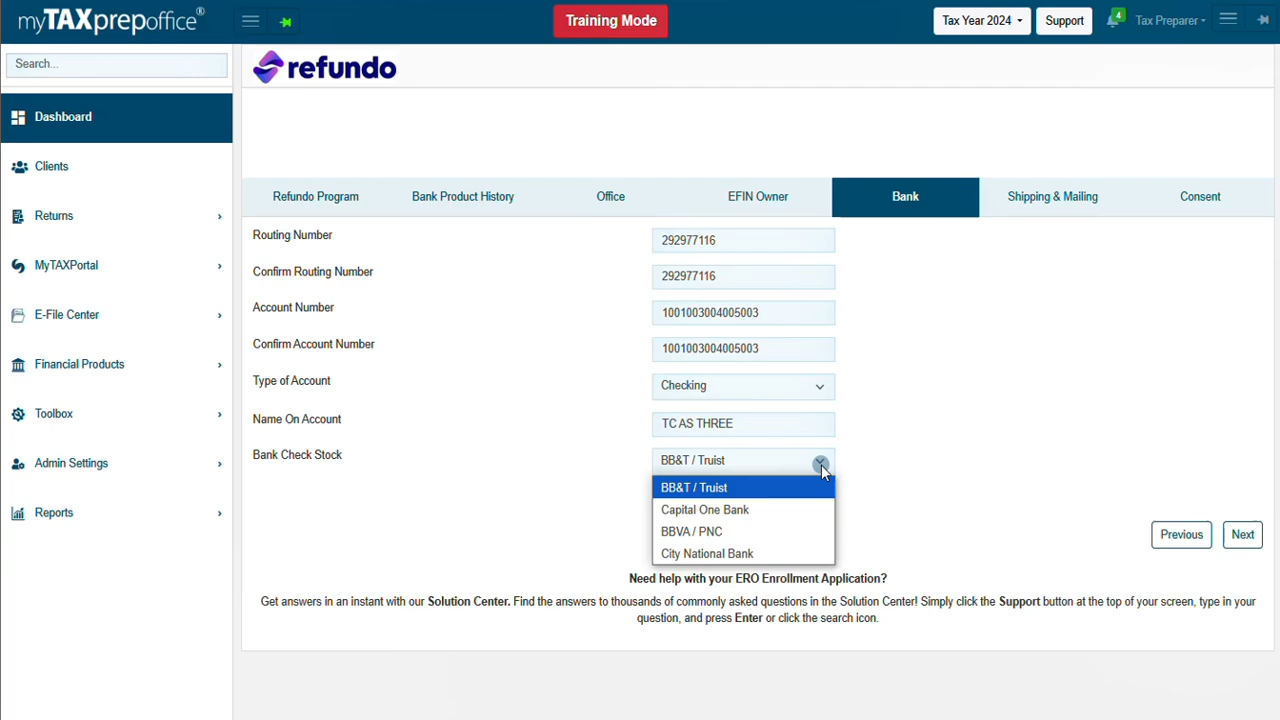 myTAXprepoffice®
Training Mode
Tax Year 2024
Support
4
Tax Preparer
Search...
refundo
Dashboard
Clients
Returns
MyTAXPortal
E-File Center
Financial Products
Toolbox
Admin Settings
Reports
Refundo Program
Bank Product History
Office
EFIN Owner
Bank
Shipping & Mailing
Consent
Routing Number
292977116
Confirm Routing Number
292977116
Account Number
1001003004005003
Confirm Account Number
1001003004005003
Type of Account
Checking
Name On Account
TC AS THREE
Bank Check Stock
BB&T / Truist
BB&T / Truist
Capital One Bank
BBVA / PNC
City National Bank
Previous
Next
Need help with your ERO Enrollment Application?
Get answers in an instant with our Solution Center. Find the answers to thousands of commonly asked questions in the Solution Center! Simply click the Support button at the top of your screen, type in your
question, and press Enter or click the search icon.